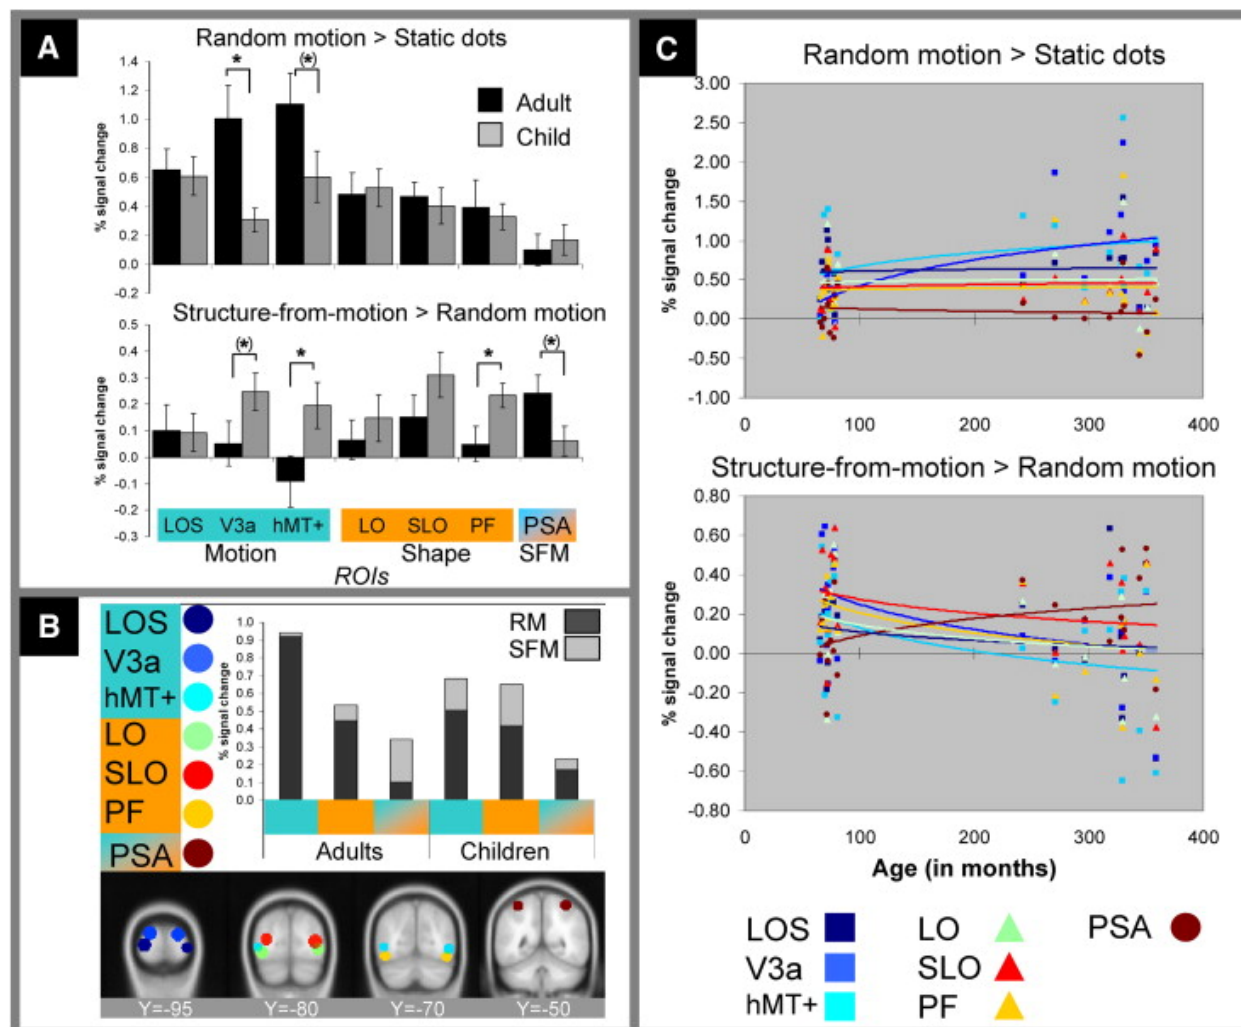 A
Random motion > Static dots
1.4
1.2
1.0
0.8
0.6
0.4
0.2
0.0
-0.2
% signal change
* (*)
Adult
Child
Structure-from-motion > Random motion
0.5
0.4
0.3
0.2
0.1
0.0
-0.1
-0.2
-0.3
% signal change
(*) * * (*)
LOS V3a hMT+ LO SLO PF PSA
Motion Shape SFM
ROIs
B
LOS
V3a
hMT+
LO
SLO
PF
PSA
1.0
0.9
0.8
0.7
0.6
0.5
0.4
0.3
0.2
0.1
0.0
% signal change
RM
SFM
Adults Children
Y=-95 Y=-80 Y=-70 Y=-50
C
Random motion > Static dots
3.00
2.50
2.00
1.50
1.00
0.50
0.00
-0.50
-1.00
% signal change
0 100 200 300 400
Structure-from-motion > Random motion
0.80
0.60
0.40
0.20
0.00
-0.20
-0.40
-0.60
-0.80
% signal change
0 100 200 300 400
Age (in months)
LOS LO PSA
V3a SLO
hMT+ PF